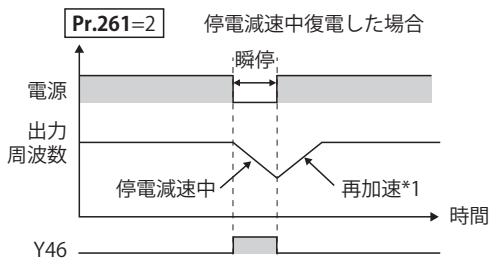 Pr.261=2 停電減速中復電した場合
瞬停
電源
出力
周波数
停電減速中
再加速*1
時間
Y46